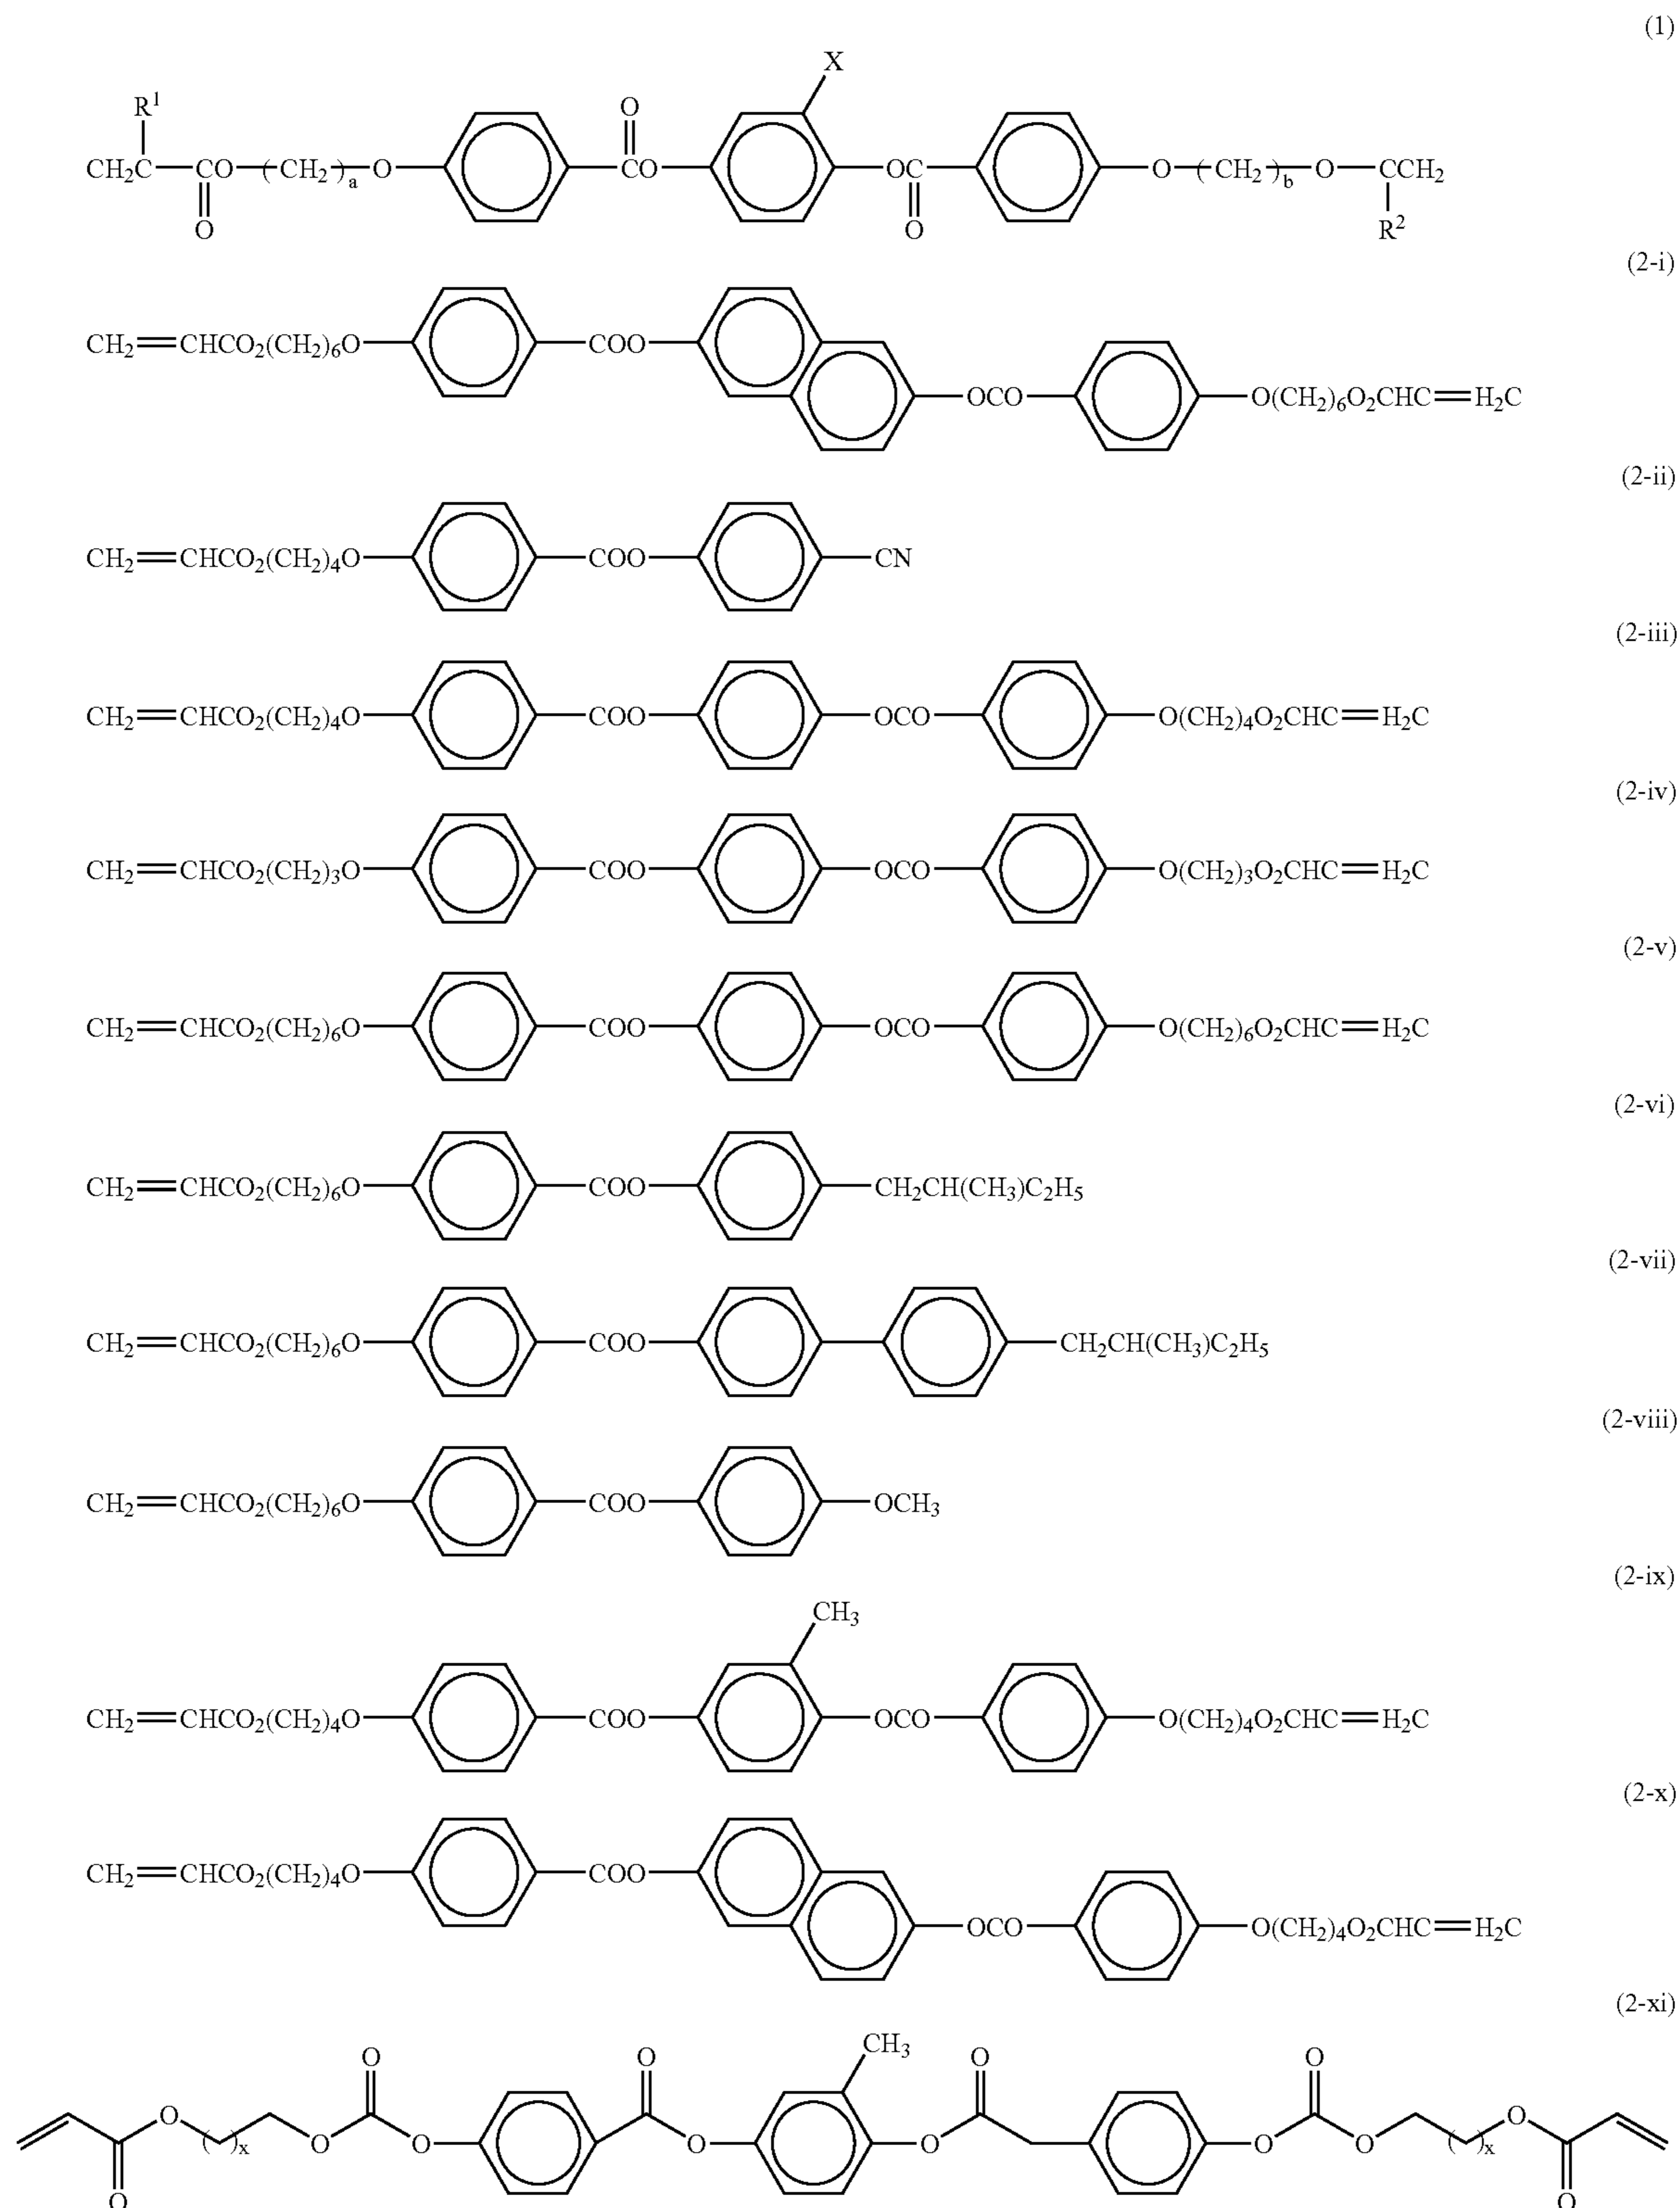 (1)
X
R¹ O
CH₂C—CO—(CH₂)ₐ—O CO OC O—(CH₂)_b—O—CCH₂
O O R²
(2-i)
CH₂=CHCO₂(CH₂)₆O COO
OCO O(CH₂)₆O₂CHC=H₂C
(2-ii)
CH₂=CHCO₂(CH₂)₄O COO CN
(2-iii)
CH₂=CHCO₂(CH₂)₄O COO OCO O(CH₂)₄O₂CHC=H₂C
(2-iv)
CH₂=CHCO₂(CH₂)₃O COO OCO O(CH₂)₃O₂CHC=H₂C
(2-v)
CH₂=CHCO₂(CH₂)₆O COO OCO O(CH₂)₆O₂CHC=H₂C
(2-vi)
CH₂=CHCO₂(CH₂)₆O COO CH₂CH(CH₃)C₂H₅
(2-vii)
CH₂=CHCO₂(CH₂)₆O COO CH₂CH(CH₃)C₂H₅
(2-viii)
CH₂=CHCO₂(CH₂)₆O COO OCH₃
(2-ix)
CH₃
CH₂=CHCO₂(CH₂)₄O COO OCO O(CH₂)₄O₂CHC=H₂C
(2-x)
CH₂=CHCO₂(CH₂)₄O COO
OCO O(CH₂)₄O₂CHC=H₂C
(2-xi)
CH₃
O O O O
O O
( )x O O O O O O ( )x
O O